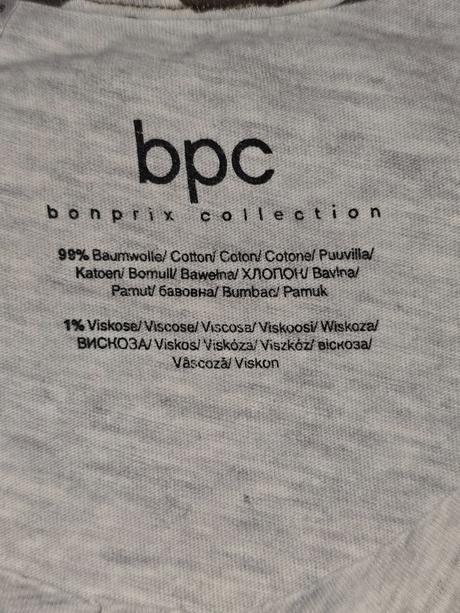 bpc
bonprix collection
99% Baumwolle/ Cotton/ Coton/ Cotone/ Puuvilla/
Katoen/ Bomull/ Bawełna/ ХЛОПОК/ Bavlna/
Pamut/ бавовна/ Bumbac/ Pamuk
1% Viskose/ Viscose/ Viscosa/ Viskoosi/ Wiskoza/
ВИСКОЗА/ Viskos/ Viskóza/ Viszkóz/ віскоза/
Vâscoză/ Viskon